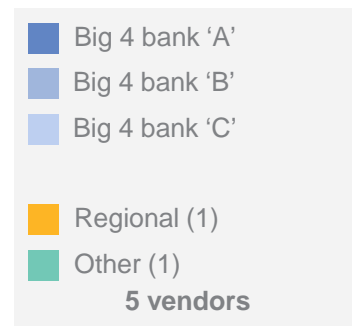 Big 4 bank ‘A’
Big 4 bank ‘B’
Big 4 bank ‘C’
Regional (1)
Other (1)
5 vendors